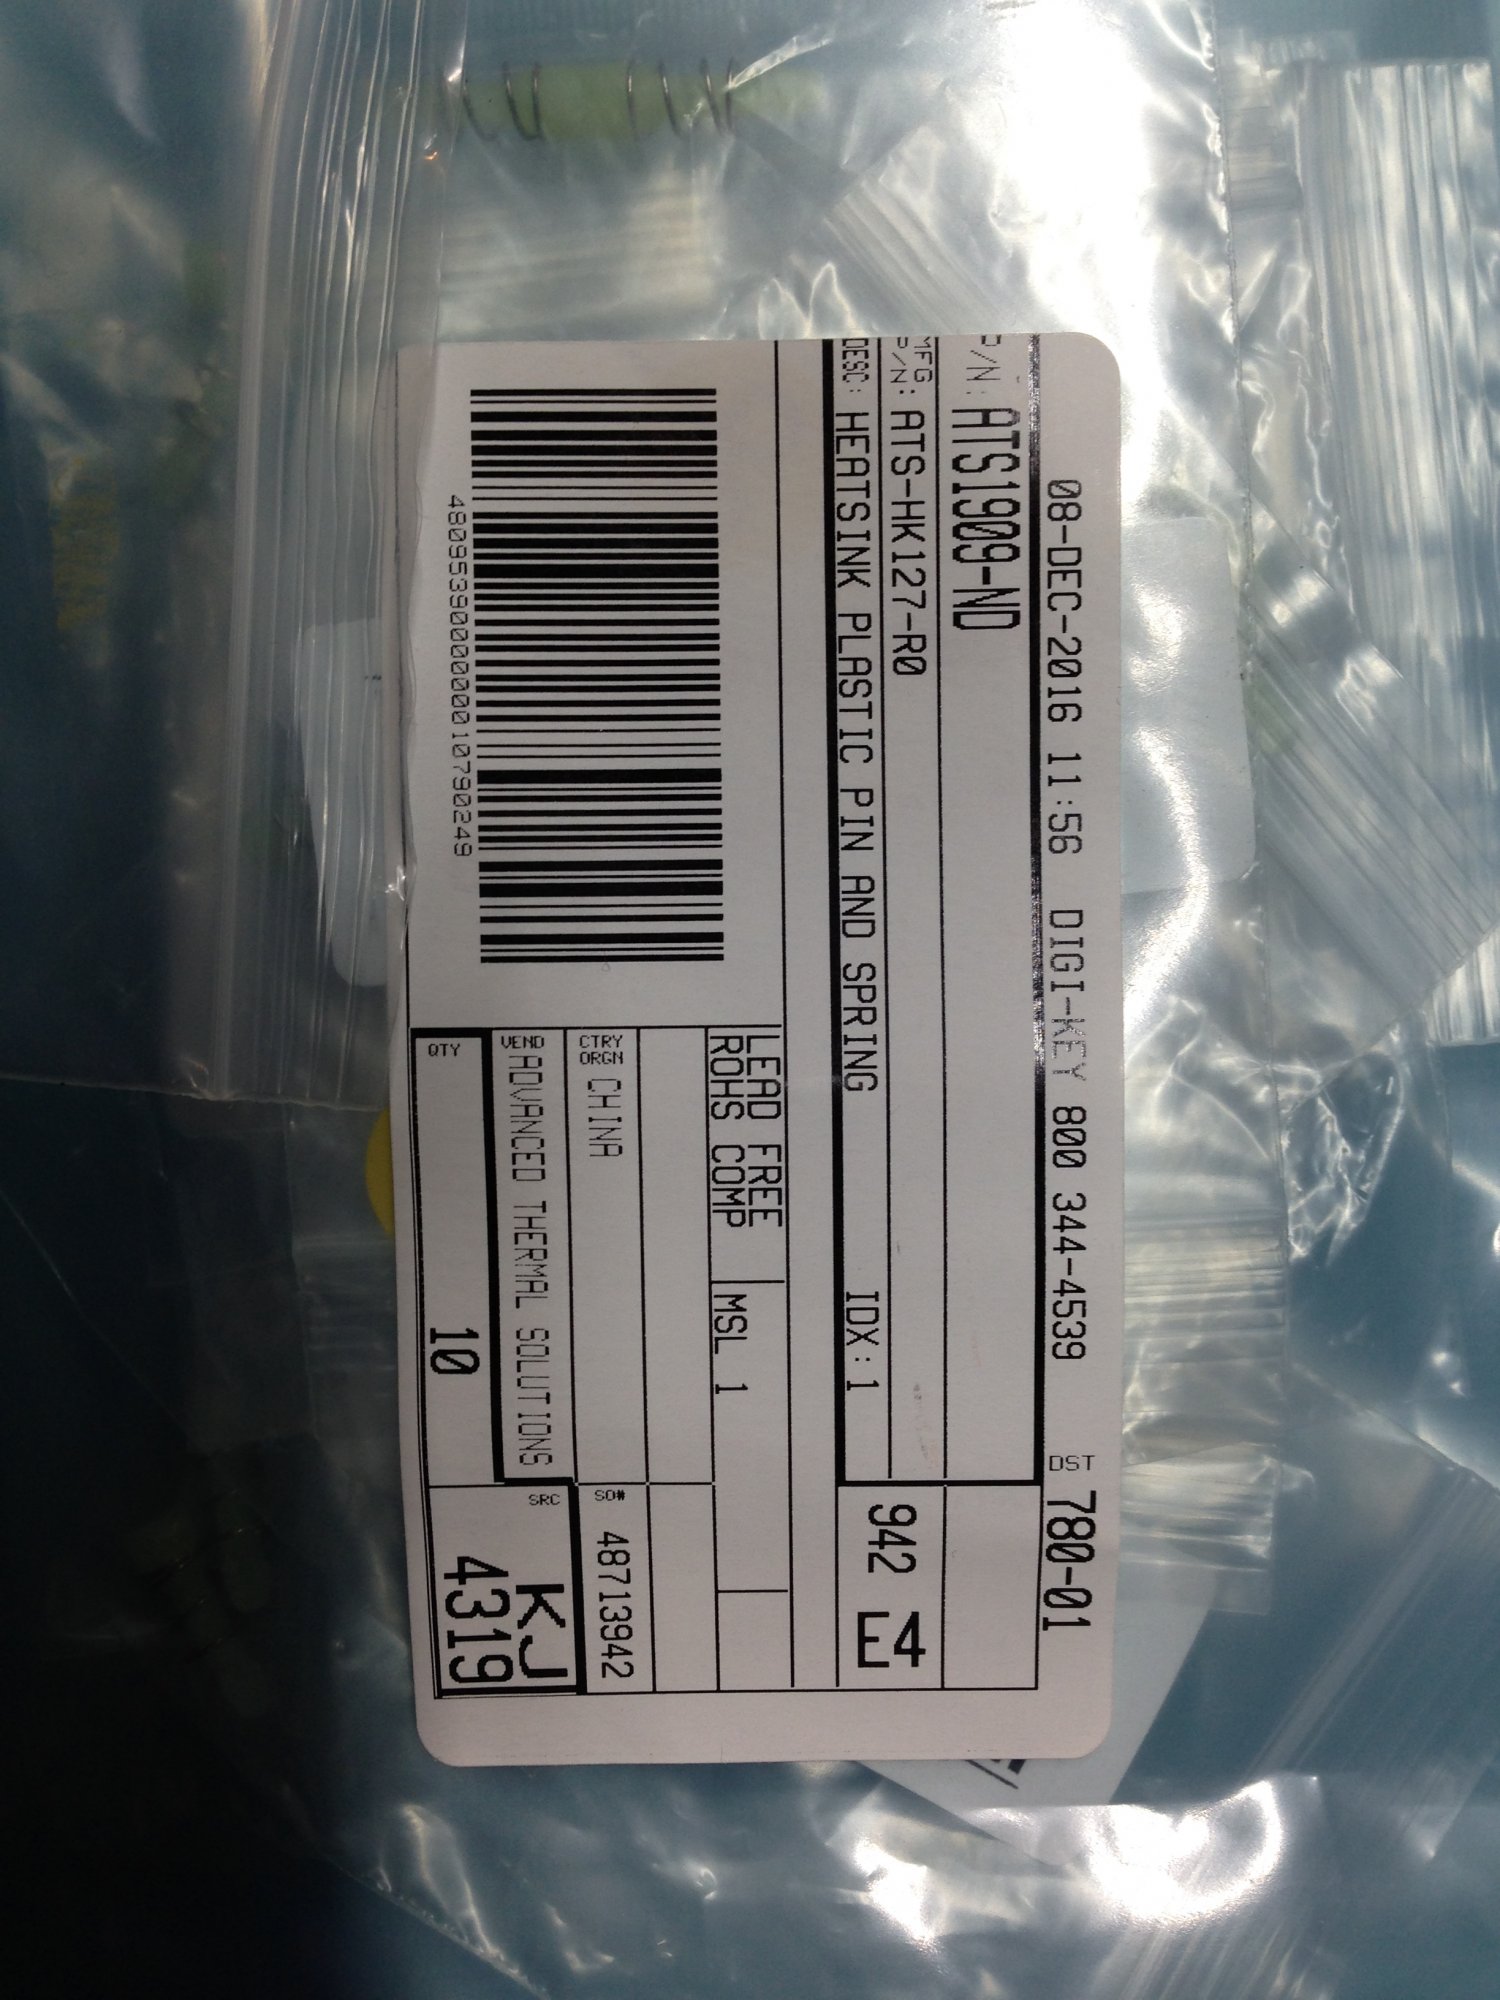 08-DEC-2016 11:56 DIGI-KEY 800 344-4539 DST 780-01
P/N: ATS1909-ND
MFG P/N: ATS-HK127-R0
942 E4
DESC: HEATSINK PLASTIC PIN AND SPRING IDX:1
LEAD FREE
ROHS COMP
MSL 1
CTRY ORGN CHINA
SO# 48713942
VEND ADVANCED THERMAL SOLUTIONS
QTY 10
SRC KJ
4319